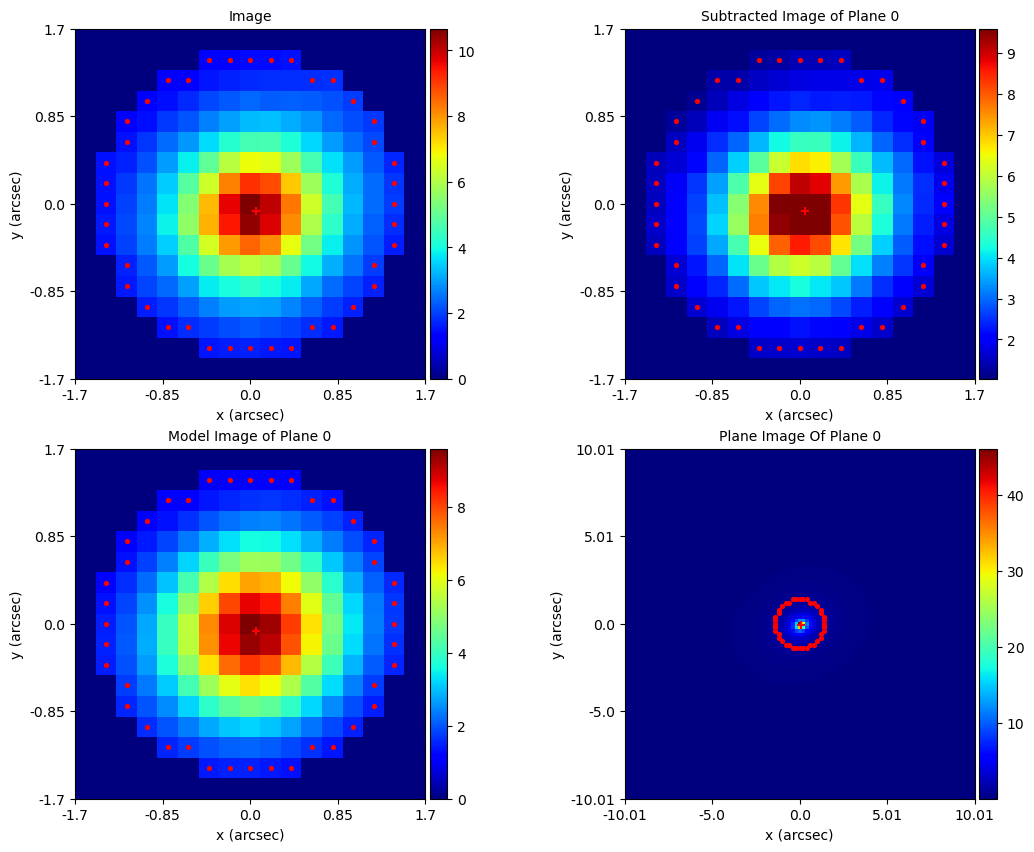 Image
1.7
0.85
0.0
-0.85
-1.7
y (arcsec)
-1.7 -0.85 0.0 0.85 1.7
x (arcsec)
10
8
6
4
2
0
Subtracted Image of Plane 0
1.7
0.85
0.0
-0.85
-1.7
y (arcsec)
-1.7 -0.85 0.0 0.85 1.7
x (arcsec)
9
8
7
6
5
4
3
2
Model Image of Plane 0
1.7
0.85
0.0
-0.85
-1.7
y (arcsec)
-1.7 -0.85 0.0 0.85 1.7
x (arcsec)
8
6
4
2
0
Plane Image Of Plane 0
10.01
5.01
0.0
-5.0
-10.01
y (arcsec)
-10.01 -5.0 0.0 5.01 10.01
x (arcsec)
40
30
20
10